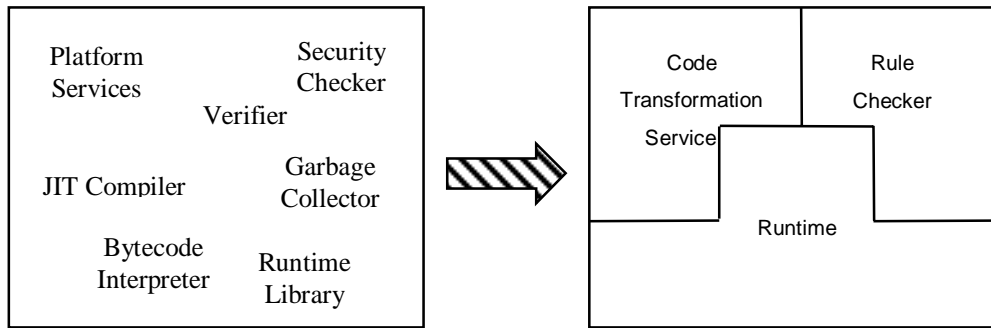 Platform
Services
Security
Checker
Verifier
JIT Compiler
Garbage
Collector
Bytecode
Interpreter
Runtime
Library
Code
Transformation
Service
Rule
Checker
Runtime